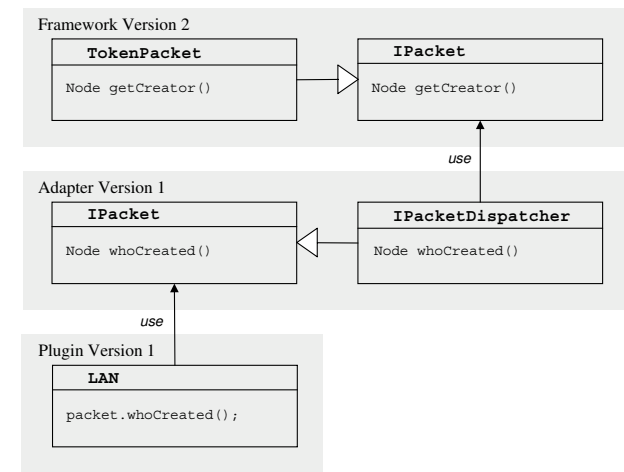 Framework Version 2
TokenPacket
Node getCreator()
IPacket
Node getCreator()
use
Adapter Version 1
IPacket
Node whoCreated()
IPacketDispatcher
Node whoCreated()
use
Plugin Version 1
LAN
packet.whoCreated();